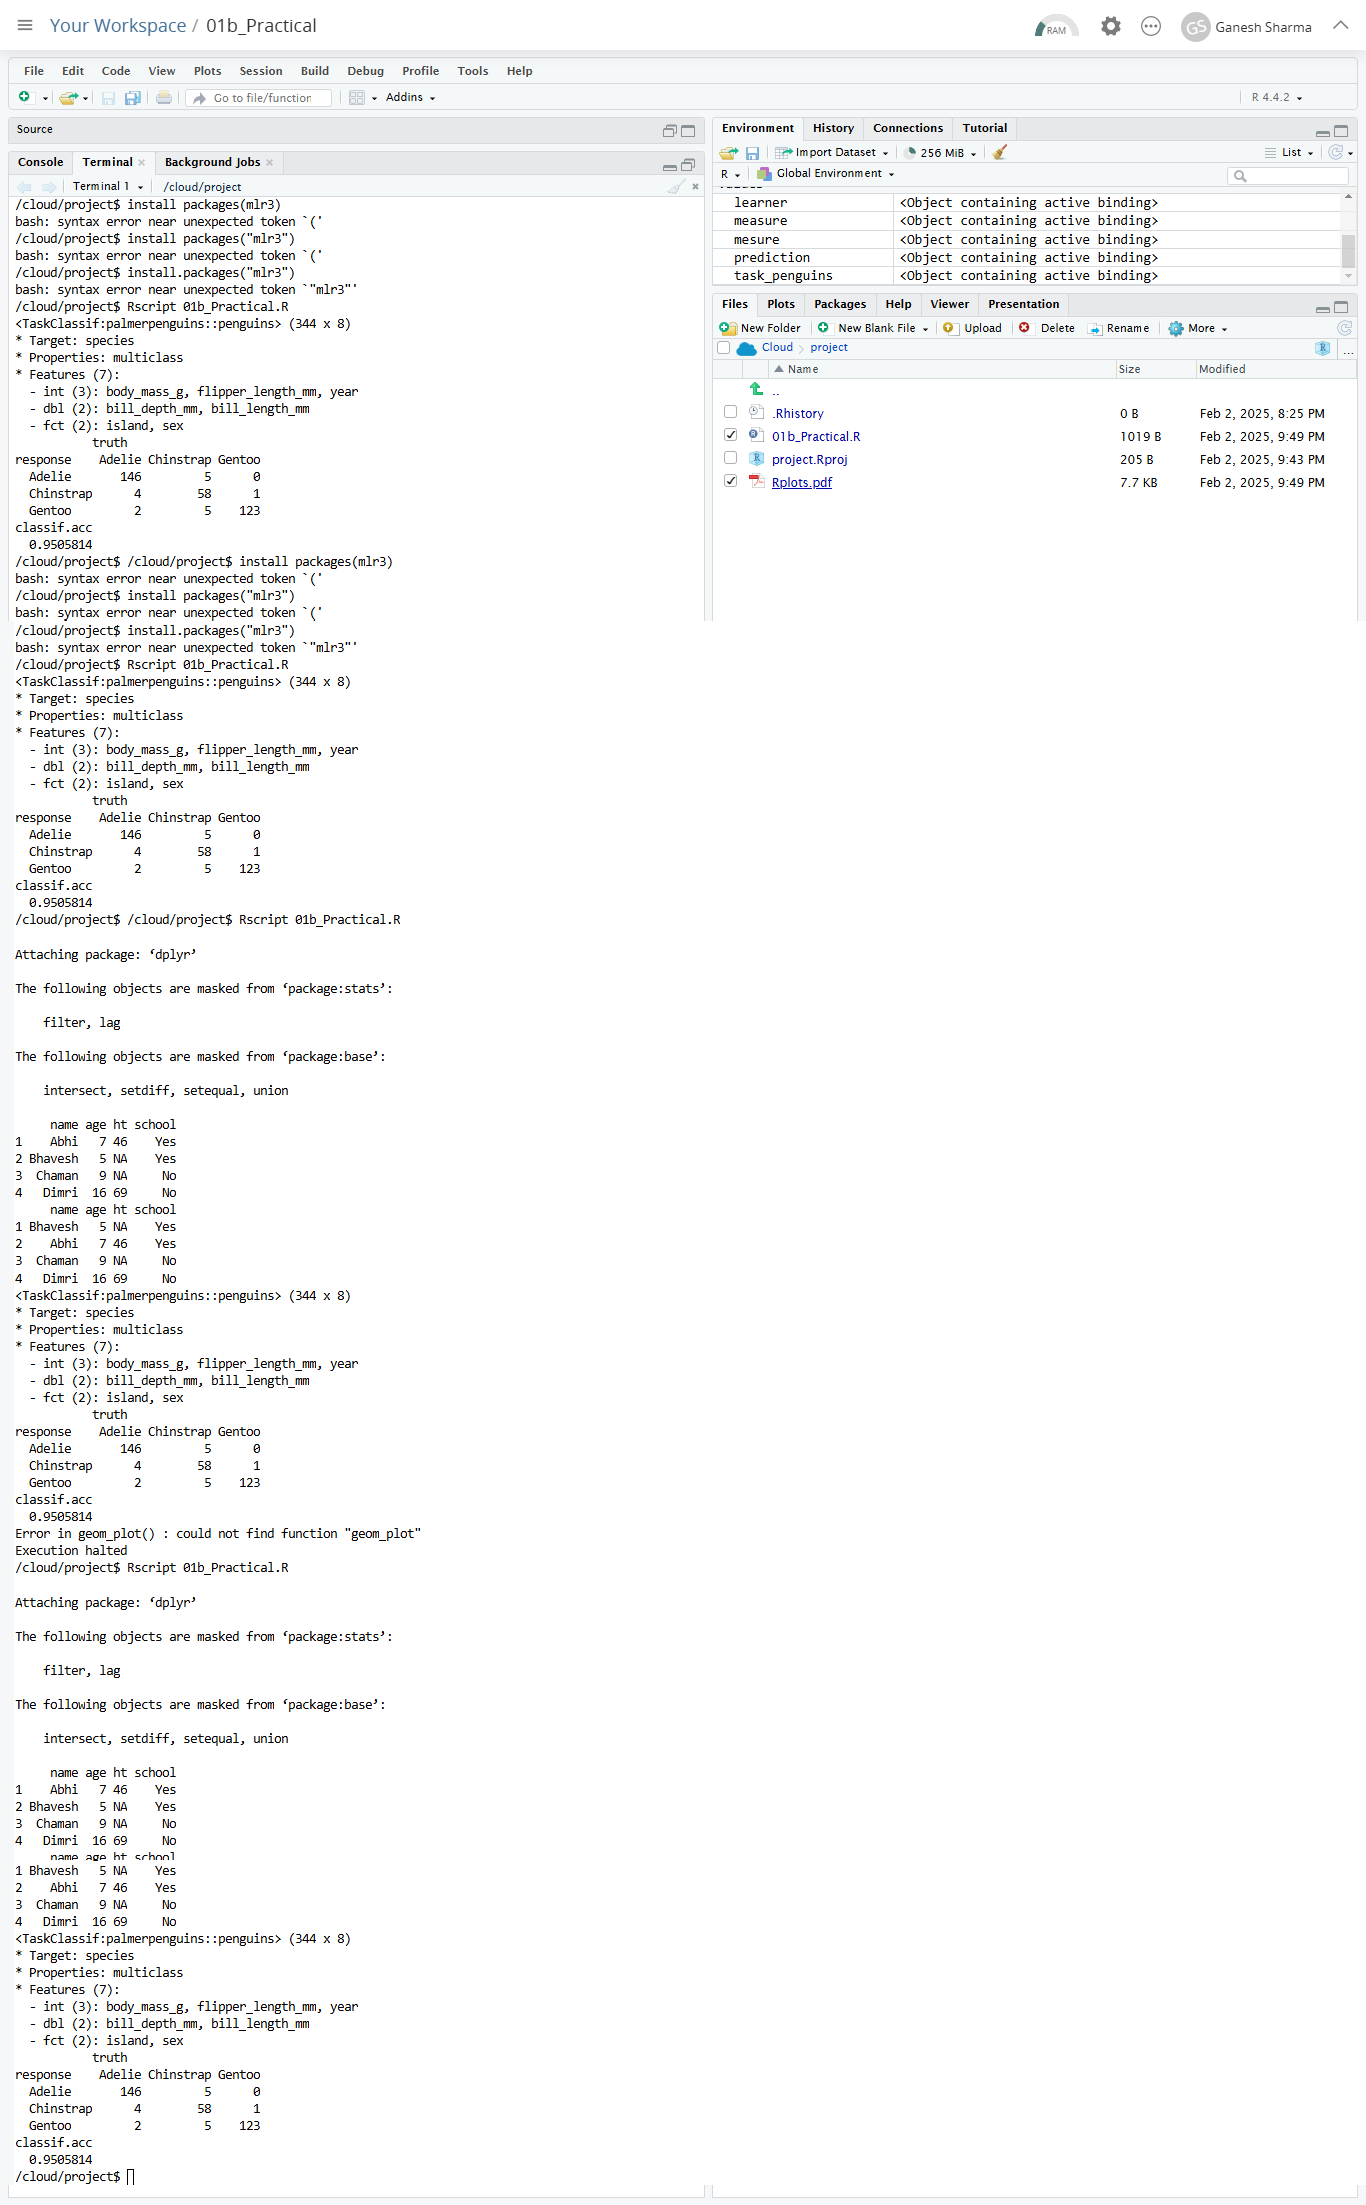 Your Workspace / 01b_Practical
RAM
GS Ganesh Sharma
File Edit Code View Plots Session Build Debug Profile Tools Help
Go to file/function Addins R 4.4.2
Source
Console Terminal Background Jobs
Terminal 1 /cloud/project
/cloud/project$ install packages(mlr3)
bash: syntax error near unexpected token `('
/cloud/project$ install packages("mlr3")
bash: syntax error near unexpected token `('
/cloud/project$ install.packages("mlr3")
bash: syntax error near unexpected token `"mlr3"'
/cloud/project$ Rscript 01b_Practical.R
<TaskClassif:palmerpenguins::penguins> (344 x 8)
* Target: species
* Properties: multiclass
* Features (7):
  - int (3): body_mass_g, flipper_length_mm, year
  - dbl (2): bill_depth_mm, bill_length_mm
  - fct (2): island, sex
           truth
response    Adelie Chinstrap Gentoo
  Adelie       146         5      0
  Chinstrap      4        58      1
  Gentoo         2         5    123
classif.acc
  0.9505814
/cloud/project$ /cloud/project$ install packages(mlr3)
bash: syntax error near unexpected token `('
/cloud/project$ install packages("mlr3")
bash: syntax error near unexpected token `('
/cloud/project$ install.packages("mlr3")
bash: syntax error near unexpected token `"mlr3"'
/cloud/project$ Rscript 01b_Practical.R
<TaskClassif:palmerpenguins::penguins> (344 x 8)
* Target: species
* Properties: multiclass
* Features (7):
  - int (3): body_mass_g, flipper_length_mm, year
  - dbl (2): bill_depth_mm, bill_length_mm
  - fct (2): island, sex
           truth
response    Adelie Chinstrap Gentoo
  Adelie       146         5      0
  Chinstrap      4        58      1
  Gentoo         2         5    123
classif.acc
  0.9505814
/cloud/project$ /cloud/project$ Rscript 01b_Practical.R
Attaching package: ‘dplyr’
The following objects are masked from ‘package:stats’:
    filter, lag
The following objects are masked from ‘package:base’:
    intersect, setdiff, setequal, union
     name age ht school
1    Abhi   7 46    Yes
2 Bhavesh   5 NA    Yes
3  Chaman   9 NA     No
4   Dimri  16 69     No
     name age ht school
1 Bhavesh   5 NA    Yes
2    Abhi   7 46    Yes
3  Chaman   9 NA     No
4   Dimri  16 69     No
<TaskClassif:palmerpenguins::penguins> (344 x 8)
* Target: species
* Properties: multiclass
* Features (7):
  - int (3): body_mass_g, flipper_length_mm, year
  - dbl (2): bill_depth_mm, bill_length_mm
  - fct (2): island, sex
           truth
response    Adelie Chinstrap Gentoo
  Adelie       146         5      0
  Chinstrap      4        58      1
  Gentoo         2         5    123
classif.acc
  0.9505814
Error in geom_plot() : could not find function "geom_plot"
Execution halted
/cloud/project$ Rscript 01b_Practical.R
Attaching package: ‘dplyr’
The following objects are masked from ‘package:stats’:
    filter, lag
The following objects are masked from ‘package:base’:
    intersect, setdiff, setequal, union
     name age ht school
1    Abhi   7 46    Yes
2 Bhavesh   5 NA    Yes
3  Chaman   9 NA     No
4   Dimri  16 69     No
     name age ht school
1 Bhavesh   5 NA    Yes
2    Abhi   7 46    Yes
3  Chaman   9 NA     No
4   Dimri  16 69     No
<TaskClassif:palmerpenguins::penguins> (344 x 8)
* Target: species
* Properties: multiclass
* Features (7):
  - int (3): body_mass_g, flipper_length_mm, year
  - dbl (2): bill_depth_mm, bill_length_mm
  - fct (2): island, sex
           truth
response    Adelie Chinstrap Gentoo
  Adelie       146         5      0
  Chinstrap      4        58      1
  Gentoo         2         5    123
classif.acc
  0.9505814
/cloud/project$
Environment History Connections Tutorial
Import Dataset 256 MiB List
R Global Environment
learner <Object containing active binding>
measure <Object containing active binding>
mesure <Object containing active binding>
prediction <Object containing active binding>
task_penguins <Object containing active binding>
Files Plots Packages Help Viewer Presentation
New Folder New Blank File Upload Delete Rename More
Cloud project R ...
Name Size Modified
..
.Rhistory 0 B Feb 2, 2025, 8:25 PM
01b_Practical.R 1019 B Feb 2, 2025, 9:49 PM
project.Rproj 205 B Feb 2, 2025, 9:43 PM
Rplots.pdf 7.7 KB Feb 2, 2025, 9:49 PM